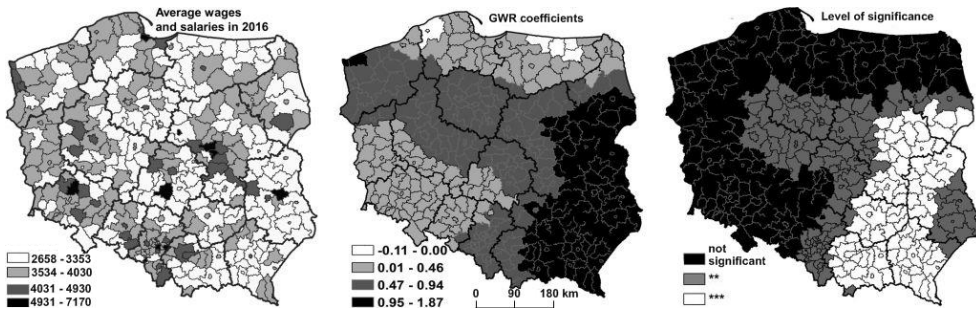 Average wages
and salaries in 2016
2658 - 3353
3534 - 4030
4031 - 4930
4931 - 7170
GWR coefficients
-0.11 - 0.00
0.01 - 0.46
0.47 - 0.94
0.95 - 1.87
0 90 180 km
Level of significance
not
significant
**
***